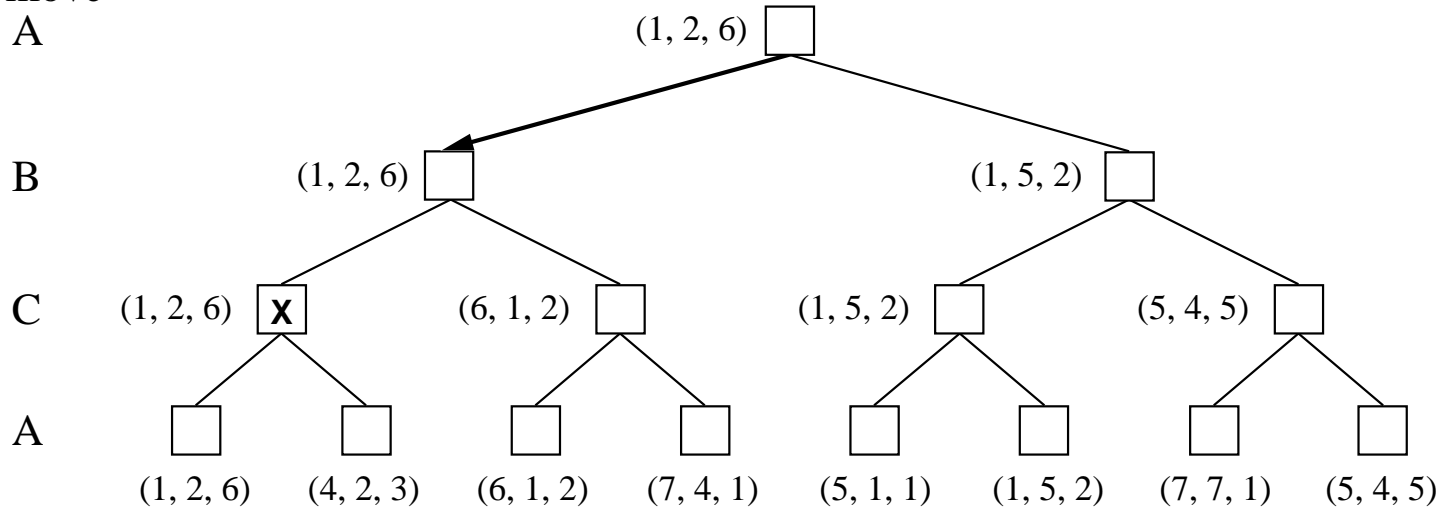 A (1, 2, 6)
B (1, 2, 6) (1, 5, 2)
C (1, 2, 6) X (6, 1, 2) (1, 5, 2) (5, 4, 5)
A
(1, 2, 6) (4, 2, 3) (6, 1, 2) (7, 4, 1) (5, 1, 1) (1, 5, 2) (7, 7, 1) (5, 4, 5)